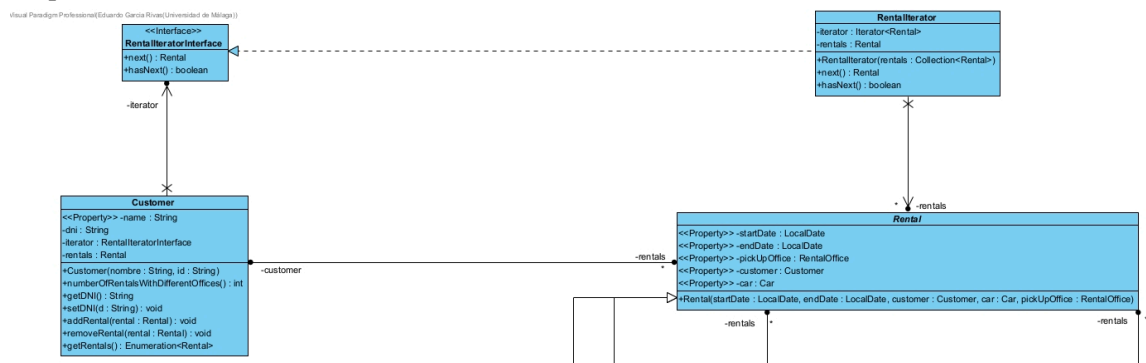 Visual Paradigm Professional(Eduardo García Rivas(Universidad de Málaga))
<<Interface>>
RentalIteratorInterface
+next() : Rental
+hasNext() : boolean
RentalIterator
-iterator : Iterator<Rental>
-rentals : Rental
+RentalIterator(rentals : Collection<Rental>)
+next() : Rental
+hasNext() : boolean
-iterator
Customer
<<Property>> -name : String
-dni : String
-iterator : RentalIteratorInterface
-rentals : Rental
+Customer(nombre : String, id : String)
+numberOfRentalsWithDifferentOffices() : int
+getDNI() : String
+setDNI(d : String) : void
+addRental(rental : Rental) : void
+removeRental(rental : Rental) : void
+getRentals() : Enumeration<Rental>
-customer
-rentals
*
* -rentals
Rental
<<Property>> -startDate : LocalDate
<<Property>> -endDate : LocalDate
<<Property>> -pickUpOffice : RentalOffice
<<Property>> -customer : Customer
<<Property>> -car : Car
+Rental(startDate : LocalDate, endDate : LocalDate, customer : Customer, car : Car, pickUpOffice : RentalOffice)
-rentals *
-rentals